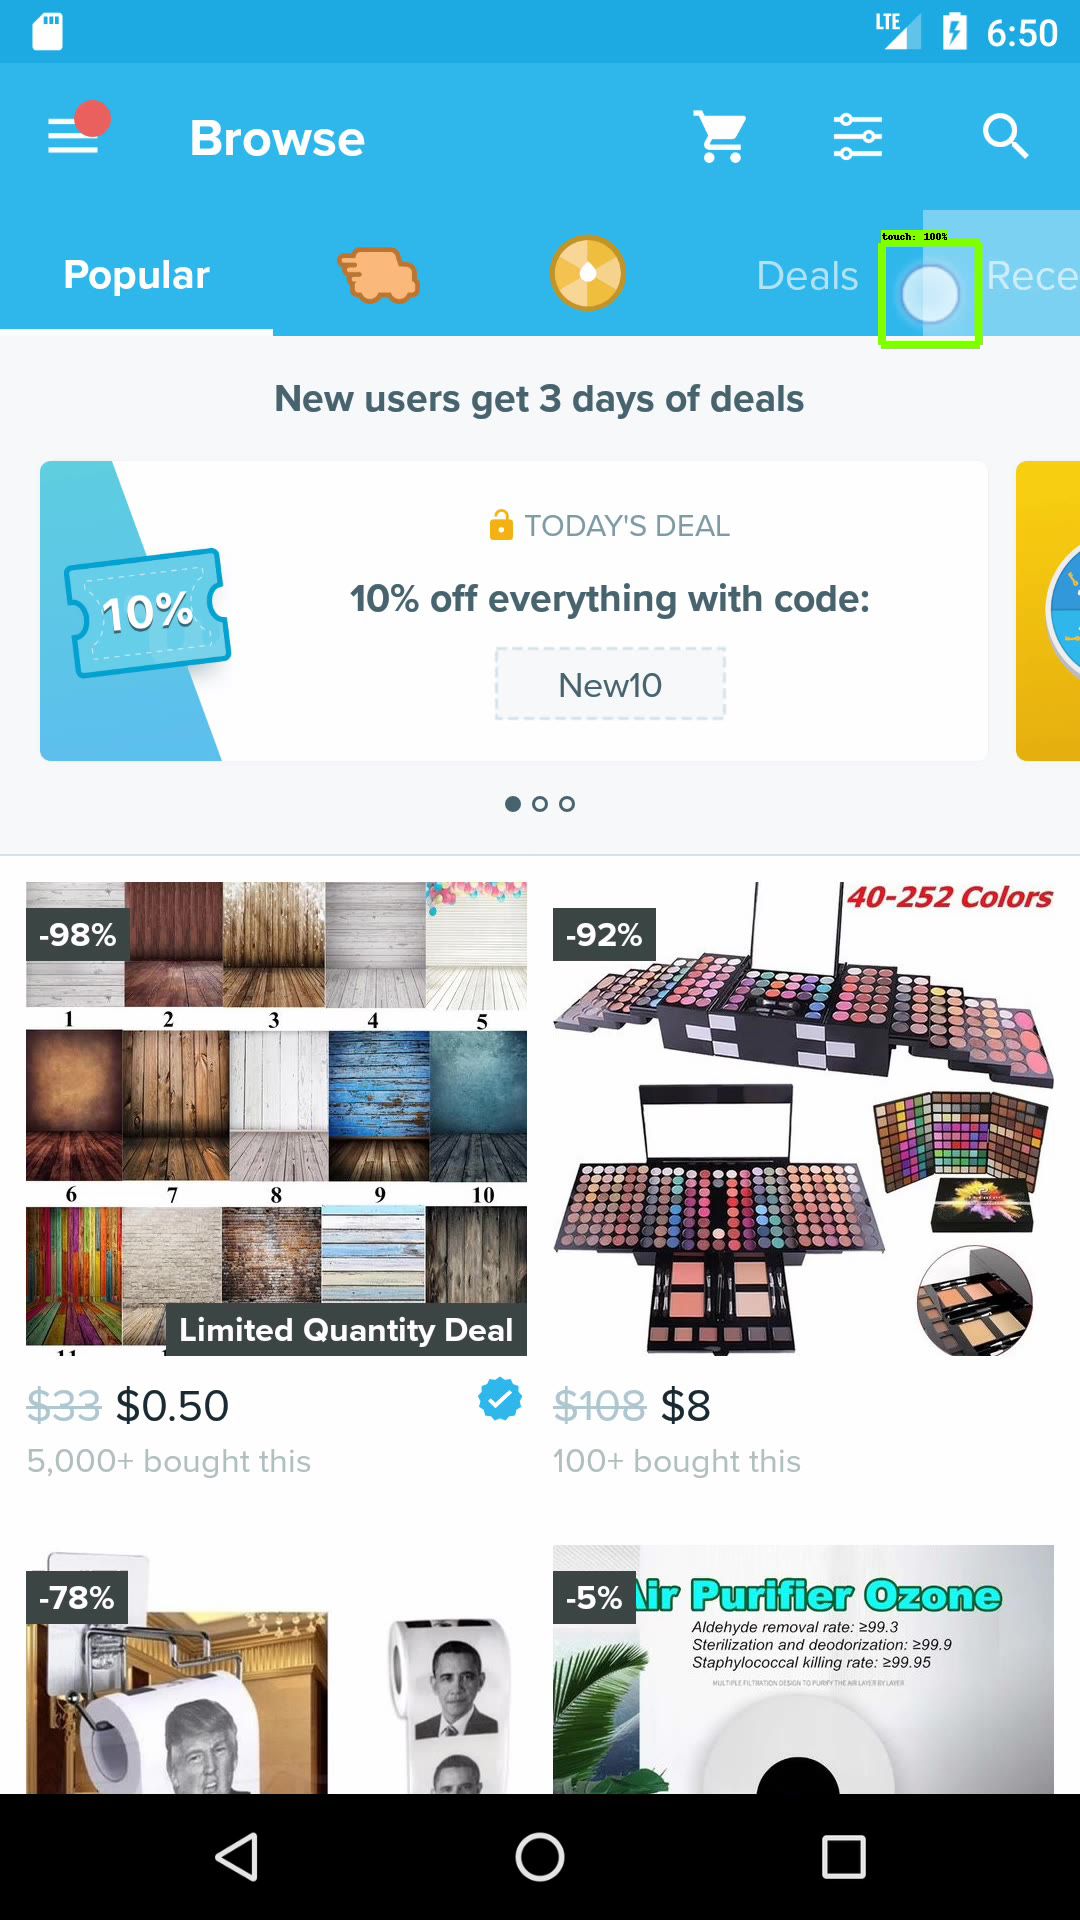 LTE 6:50
Browse
Popular Deals Rece
touch: 100%
New users get 3 days of deals
TODAY'S DEAL
10%
10% off everything with code:
New10
-98%
1 2 3 4 5
6 7 8 9 10
11
Limited Quantity Deal
-92%
40-252 Colors
$33 $0.50
5,000+ bought this
$108 $8
100+ bought this
-78%
-5%
Air Purifier Ozone
Aldehyde removal rate: ≥99.3
Sterilization and deodorization: ≥99.9
Staphylococcal killing rate: ≥99.95
MULTIPLE FILTRATION DESIGN TO PURIFY THE AIR LAYER BY LAYER